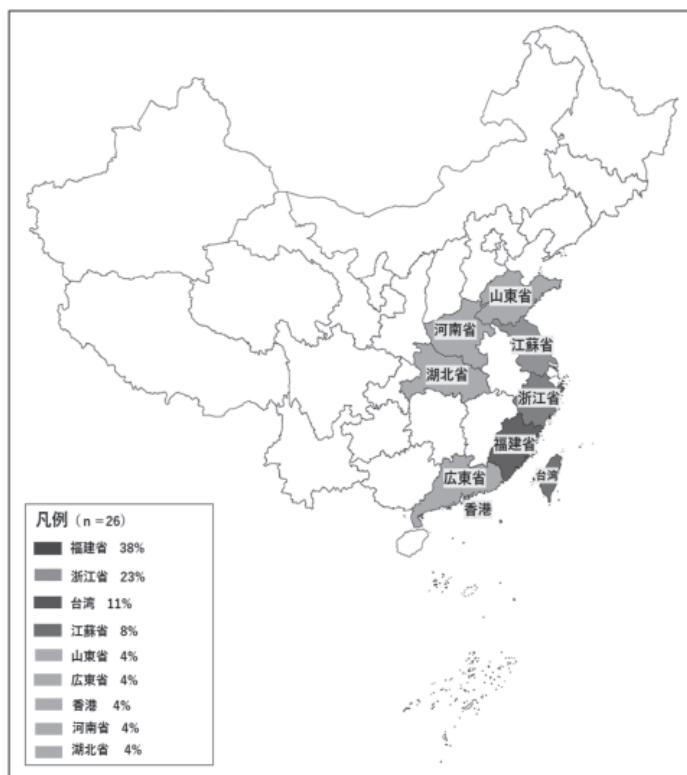 山東省
河南省
江蘇省
湖北省
浙江省
福建省
広東省
台湾
香港
凡例（n＝26）
福建省 38%
浙江省 23%
台湾 11%
江蘇省 8%
山東省 4%
広東省 4%
香港 4%
河南省 4%
湖北省 4%